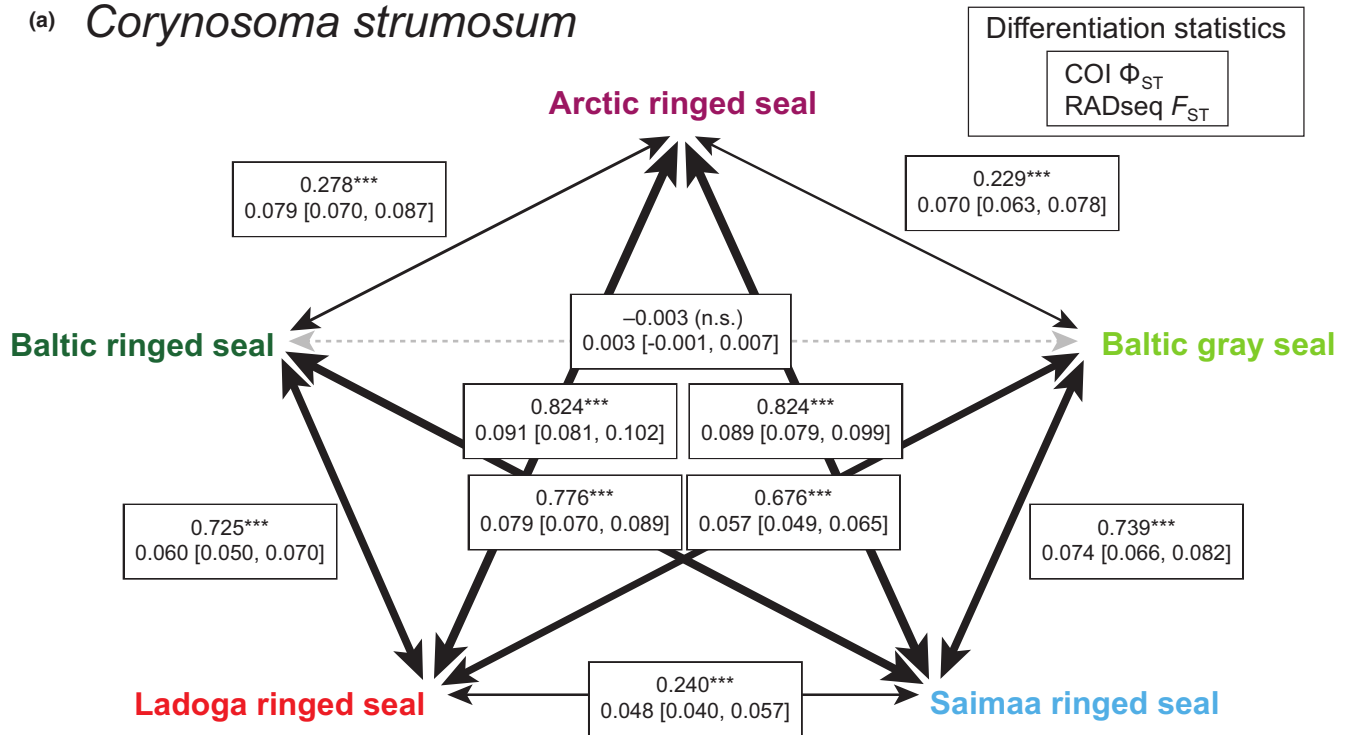 (a) Corynosoma strumosum
Differentiation statistics
COI ΦST
RADseq FST
Arctic ringed seal
0.278***
0.079 [0.070, 0.087]
0.229***
0.070 [0.063, 0.078]
–0.003 (n.s.)
0.003 [-0.001, 0.007]
Baltic ringed seal
Baltic gray seal
0.824***
0.091 [0.081, 0.102]
0.824***
0.089 [0.079, 0.099]
0.776***
0.079 [0.070, 0.089]
0.676***
0.057 [0.049, 0.065]
0.725***
0.060 [0.050, 0.070]
0.739***
0.074 [0.066, 0.082]
Ladoga ringed seal
0.240***
0.048 [0.040, 0.057]
Saimaa ringed seal